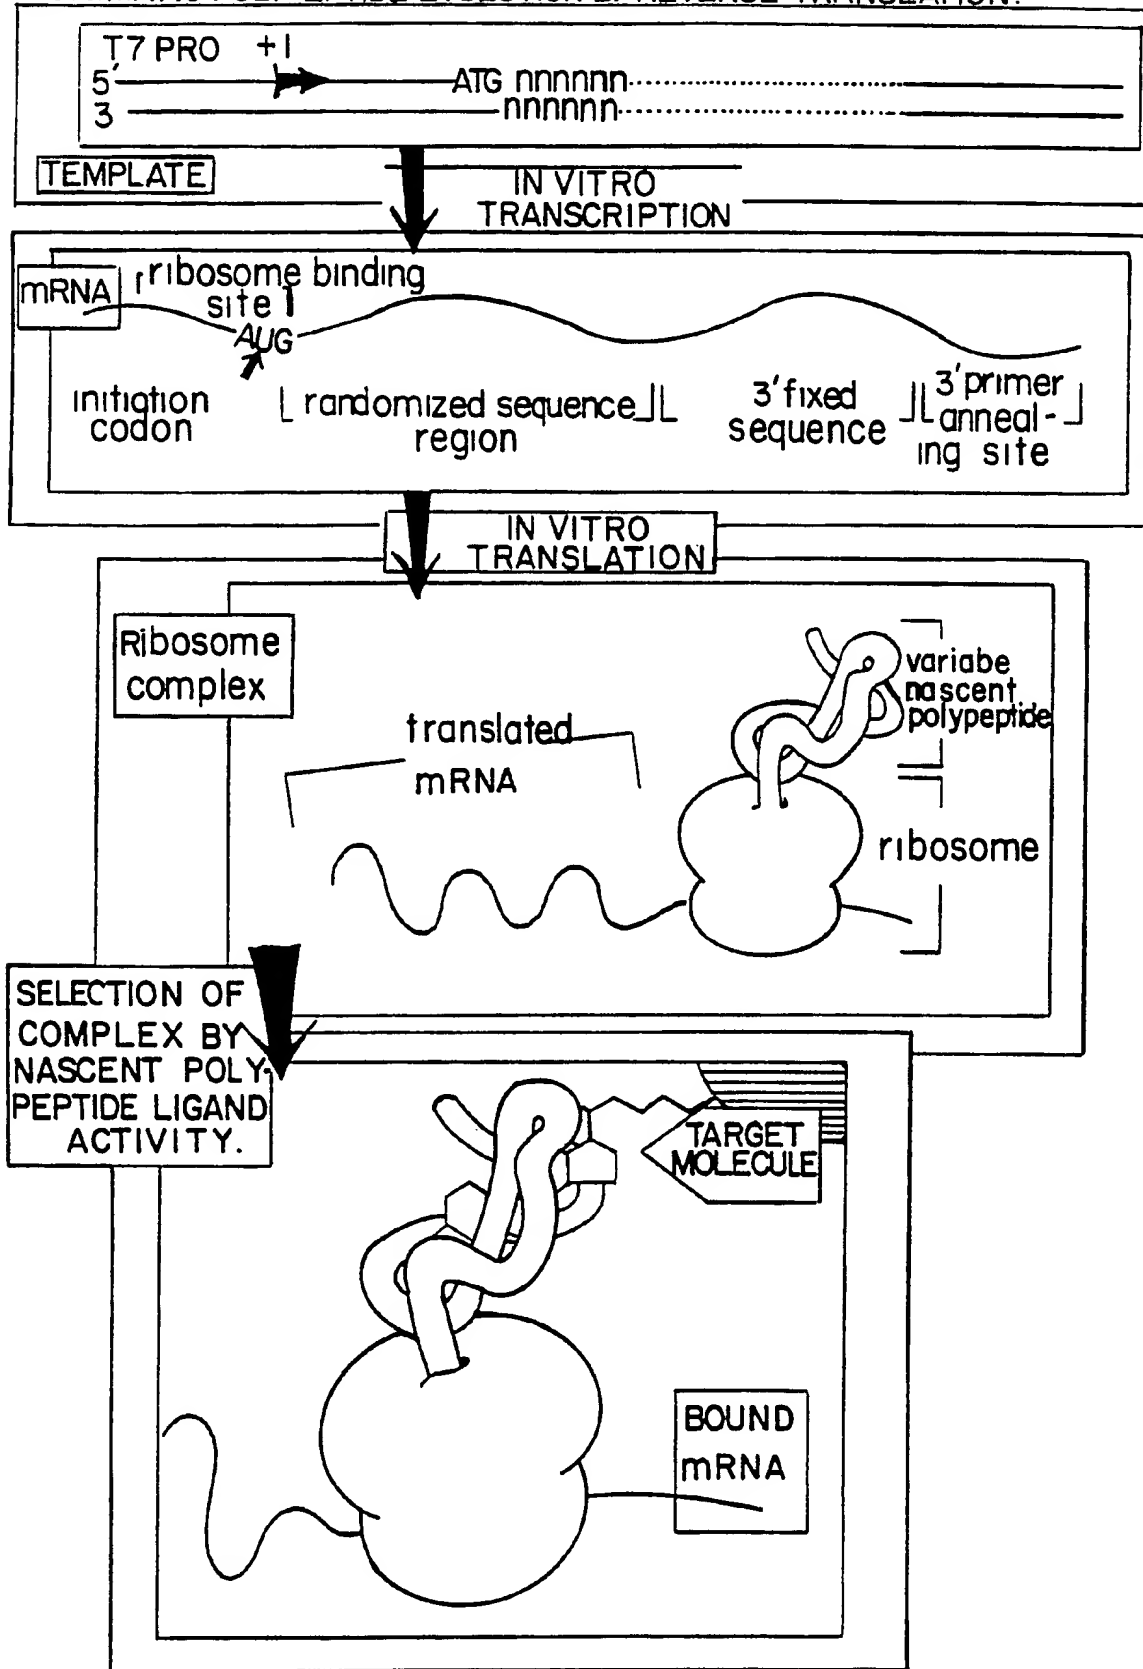 T7 PRO +1
5' ATG nnnnnn
3 nnnnnn
TEMPLATE
IN VITRO
TRANSCRIPTION
mRNA
ribosome binding
site 1
AUG
initiation
codon
randomized sequence
region
3' fixed
sequence
3' primer
anneal-
ing site
IN VITRO
TRANSLATION
Ribosome
complex
variabe
nascent
polypeptide
translated
mRNA
ribosome
SELECTION OF
COMPLEX BY
NASCENT POLY-
PEPTIDE LIGAND
ACTIVITY.
TARGET
MOLECULE
BOUND
mRNA